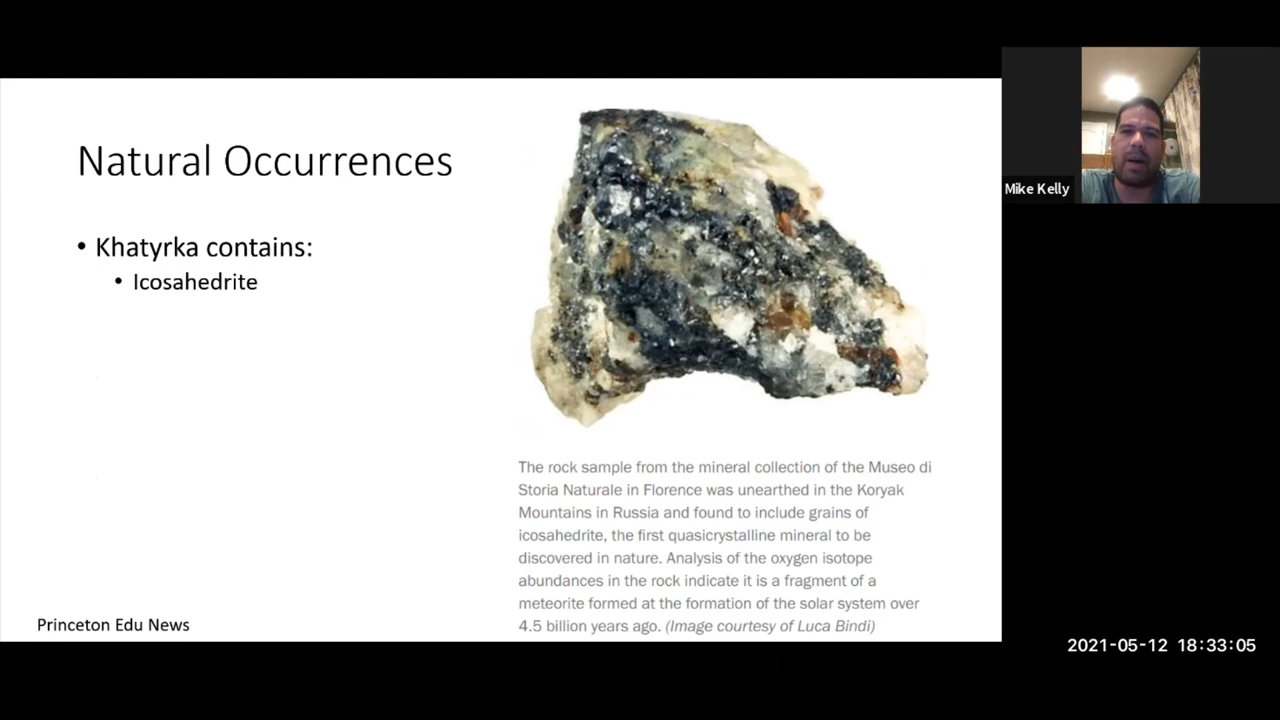 Natural Occurrences
• Khatyrka contains:
• Icosahedrite
The rock sample from the mineral collection of the Museo di
Storia Naturale in Florence was unearthed in the Koryak
Mountains in Russia and found to include grains of
icosahedrite, the first quasicrystalline mineral to be
discovered in nature. Analysis of the oxygen isotope
abundances in the rock indicate it is a fragment of a
meteorite formed at the formation of the solar system over
4.5 billion years ago. (Image courtesy of Luca Bindi)
Princeton Edu News
Mike Kelly
2021-05-12 18:33:05